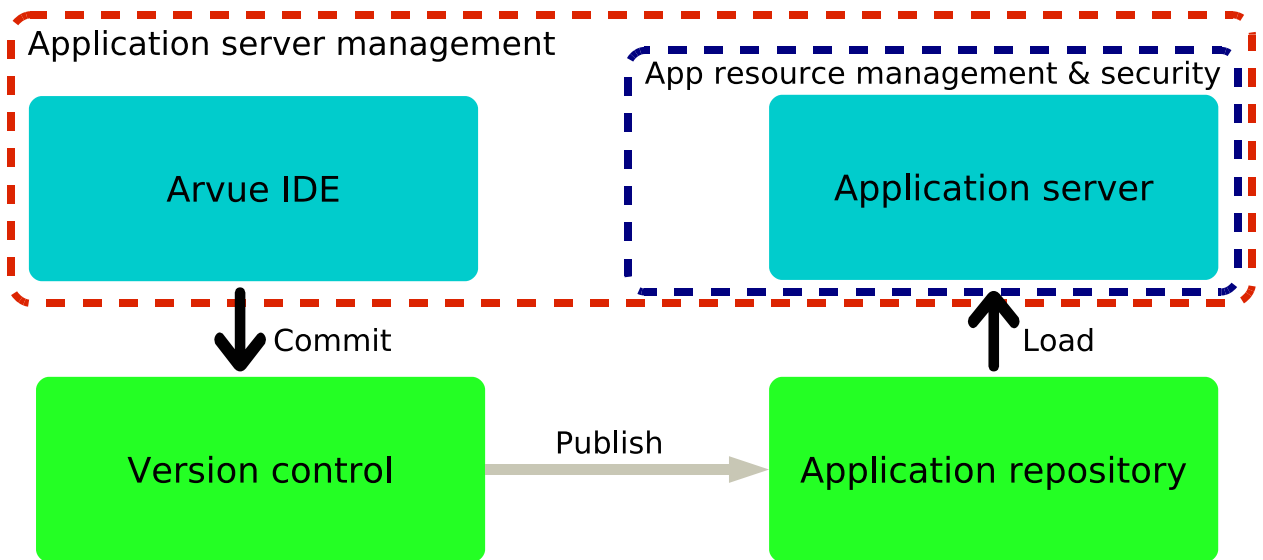 Application server management
App resource management & security
Arvue IDE
Application server
Commit
Load
Publish
Version control
Application repository